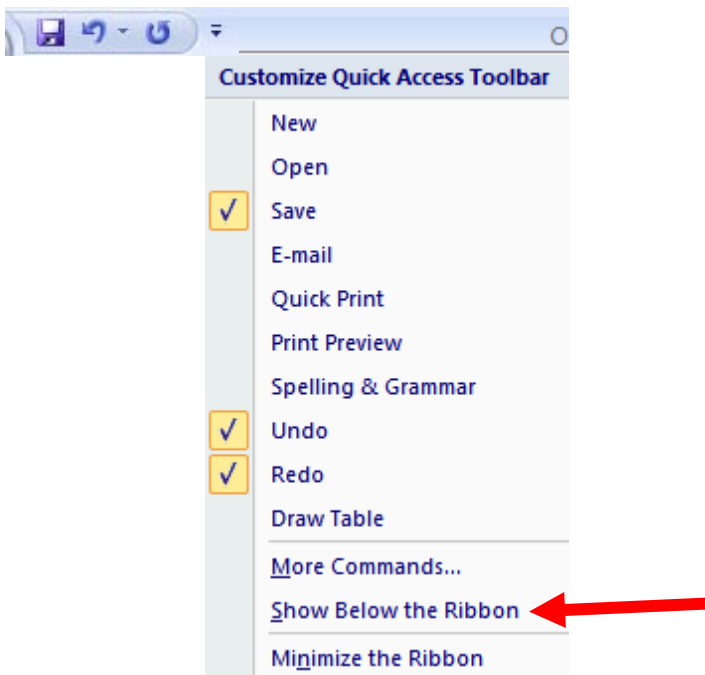 O
Customize Quick Access Toolbar
New
Open
Save
E-mail
Quick Print
Print Preview
Spelling & Grammar
Undo
Redo
Draw Table
More Commands...
Show Below the Ribbon
Minimize the Ribbon